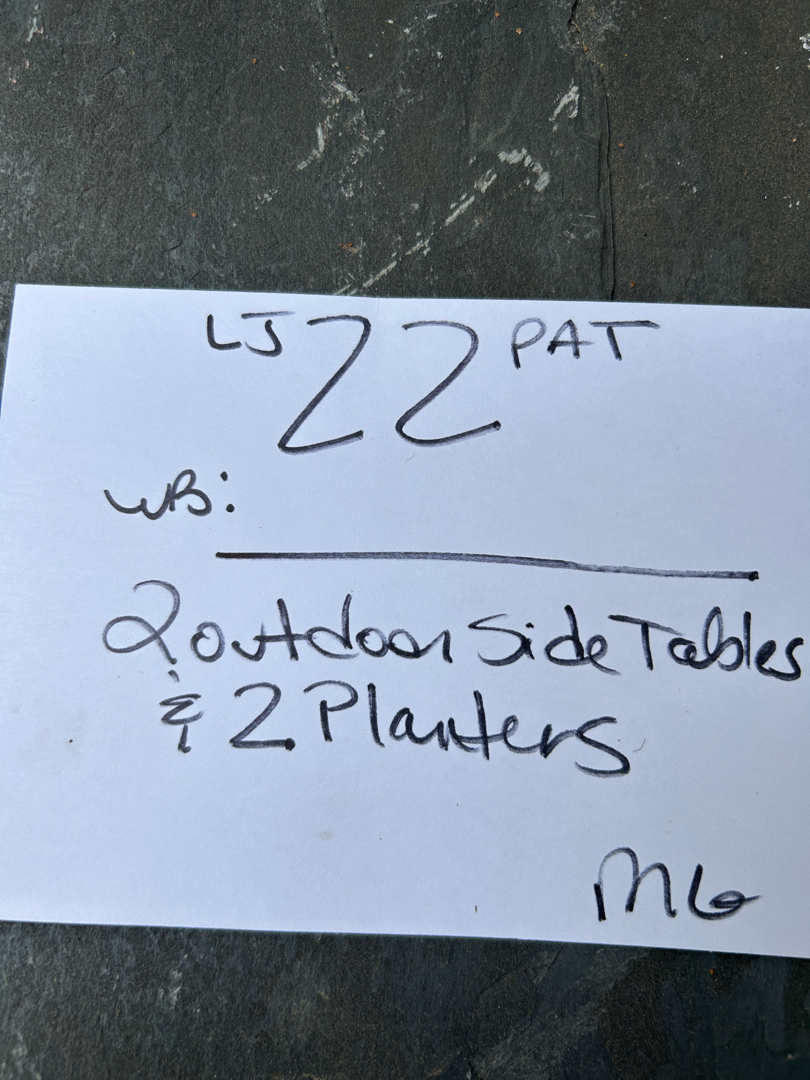 LJ 22 PAT
WB:
2 outdoor Side Tables
& 2 Planters
MG